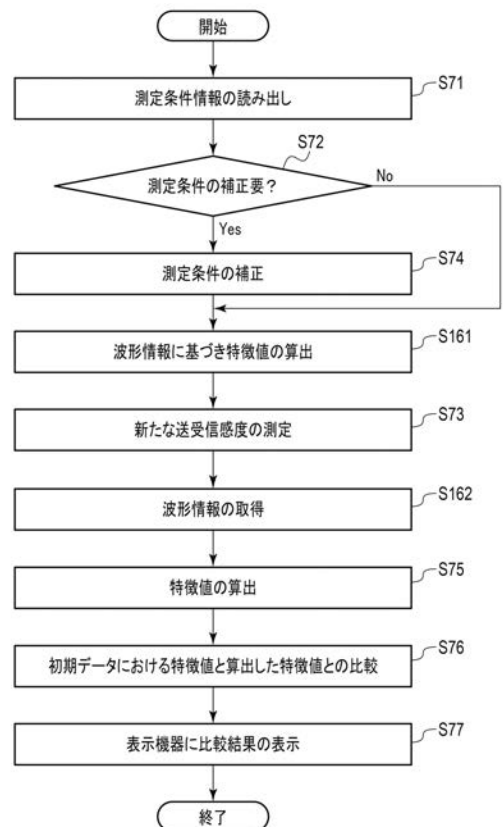 開始
測定条件情報の読み出し
S71
S72
測定条件の補正要?
No
Yes
測定条件の補正
S74
波形情報に基づき特徴値の算出
S161
新たな送受信感度の測定
S73
波形情報の取得
S162
特徴値の算出
S75
初期データにおける特徴値と算出した特徴値との比較
S76
表示機器に比較結果の表示
S77
終了